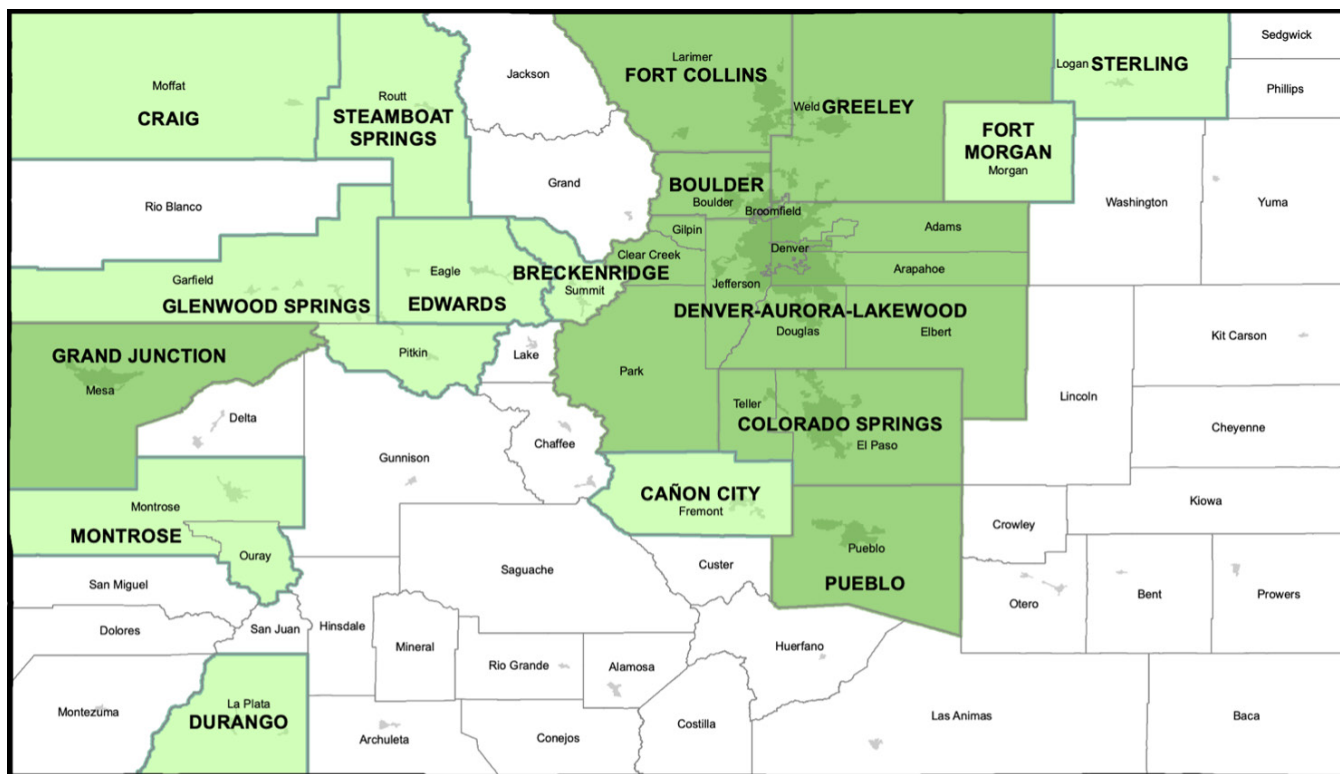 Sedgwick
Larimer
FORT COLLINS
Logan
STERLING
Moffat
CRAIG
Jackson
Phillips
Routt
STEAMBOAT
SPRINGS
Weld
GREELEY
FORT
MORGAN
Morgan
Grand
BOULDER
Boulder
Rio Blanco
Washington
Yuma
Broomfield
Gilpin
Adams
Denver
Clear Creek
Arapahoe
Garfield
GLENWOOD SPRINGS
Eagle
EDWARDS
BRECKENRIDGE
Summit
Jefferson
DENVER-AURORA-LAKEWOOD
Douglas
Elbert
Kit Carson
GRAND JUNCTION
Mesa
Pitkin
Lake
Park
Lincoln
Teller
COLORADO SPRINGS
El Paso
Delta
Chaffee
Cheyenne
Gunnison
CAÑON CITY
Fremont
Kiowa
Montrose
MONTROSE
Crowley
Ouray
Pueblo
PUEBLO
San Miguel
Saguache
Custer
Otero
Bent
Prowers
Dolores
San Juan
Hinsdale
Mineral
Rio Grande
Alamosa
Huerfano
La Plata
DURANGO
Montezuma
Archuleta
Conejos
Costilla
Las Animas
Baca